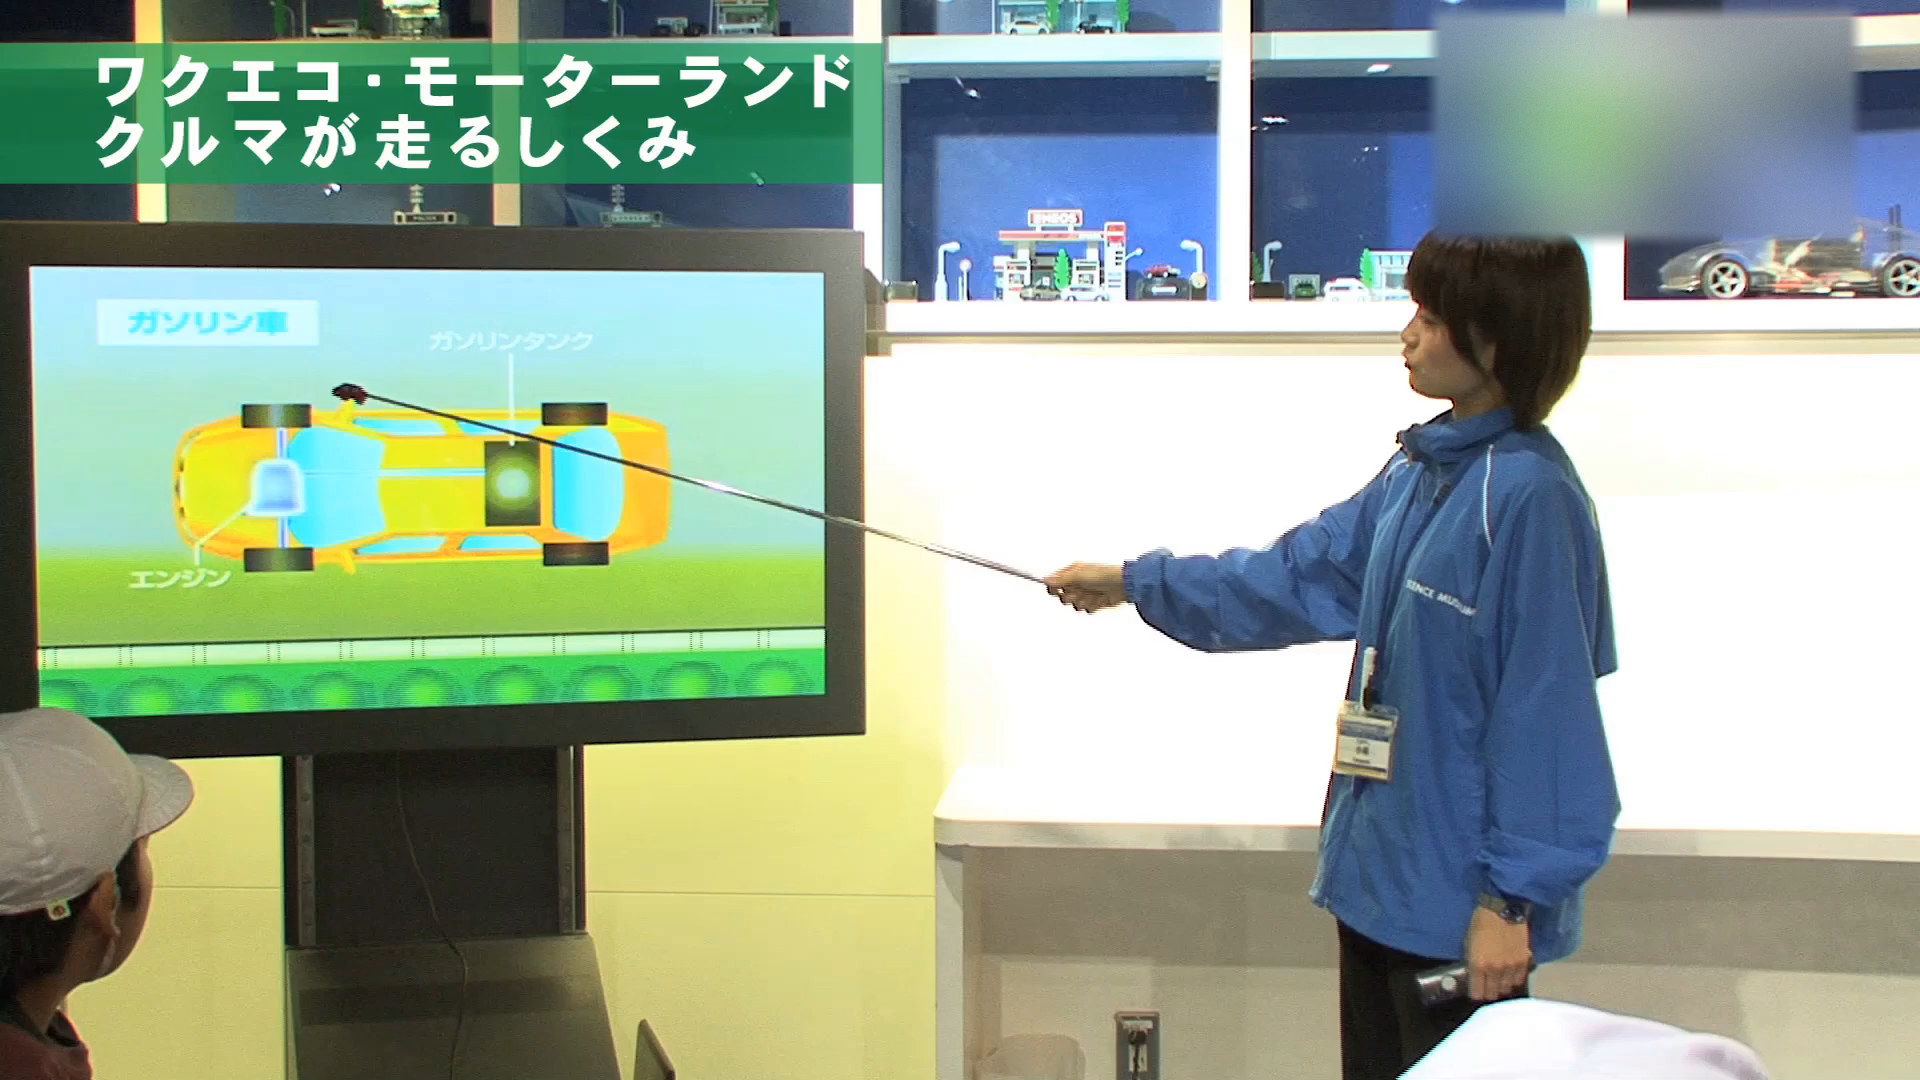 ワクエコ・モーターランド
クルマが走るしくみ
ENEOS
ガソリン車
ガソリンタンク
エンジン